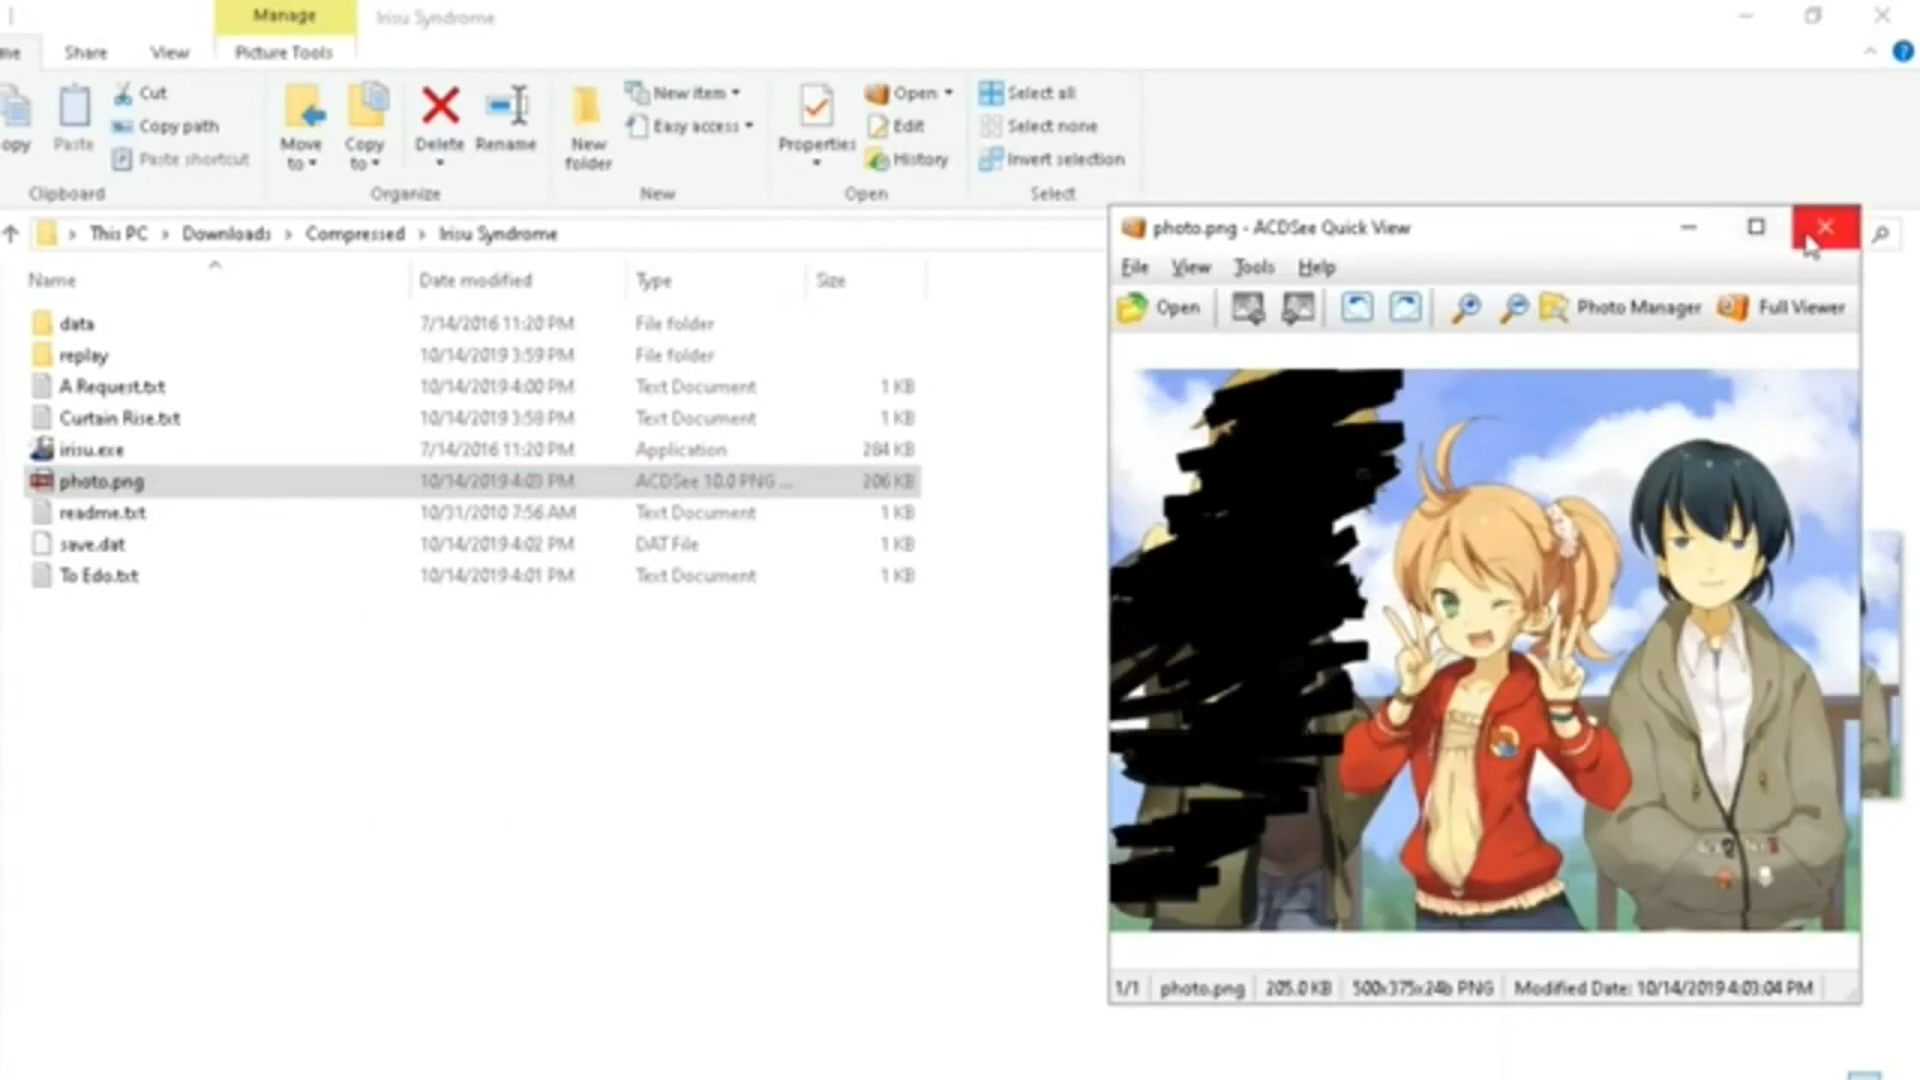 Manage
Irisu Syndrome
Share
View
Picture Tools
Paste
Cut
Copy path
Paste shortcut
Move to
Copy to
Delete
Rename
New folder
New item
Easy access
Properties
Open
Edit
History
Select all
Select none
Invert selection
Clipboard
Organize
New
Open
Select
This PC > Downloads > Compressed > Irisu Syndrome
Name
Date modified
Type
Size
data 7/14/2016 11:20 PM File folder
replay 10/14/2019 3:59 PM File folder
A Request.txt 10/14/2019 4:00 PM Text Document 1 KB
Curtain Rise.txt 10/14/2019 3:58 PM Text Document 1 KB
irisu.exe 7/14/2016 11:20 PM Application 284 KB
photo.png 10/14/2019 4:03 PM ACDSee 10.0 PNG ... 206 KB
readme.txt 10/31/2010 7:56 AM Text Document 1 KB
save.dat 10/14/2019 4:02 PM DAT File 1 KB
To Edo.txt 10/14/2019 4:01 PM Text Document 1 KB
photo.png - ACDSee Quick View
File View Tools Help
Open
Photo Manager
Full Viewer
1/1 photo.png 205.0 KB 500x375x24b PNG Modified Date: 10/14/2019 4:03:04 PM